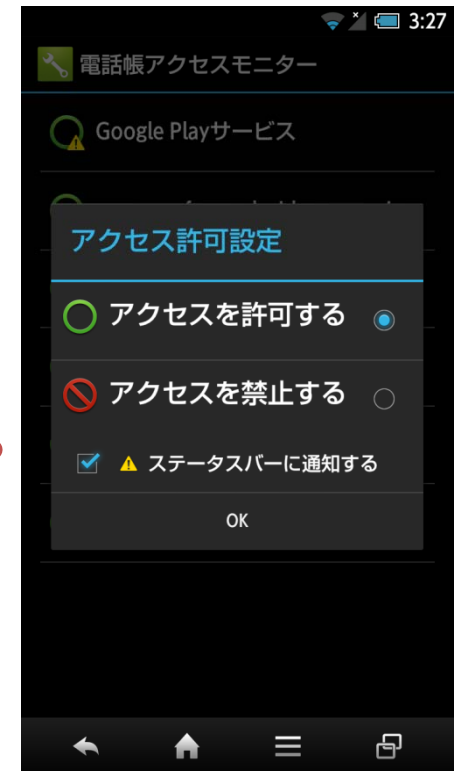 3:27
電話帳アクセスモニター
Google Playサービス
アクセス許可設定
アクセスを許可する
アクセスを禁止する
ステータスバーに通知する
OK